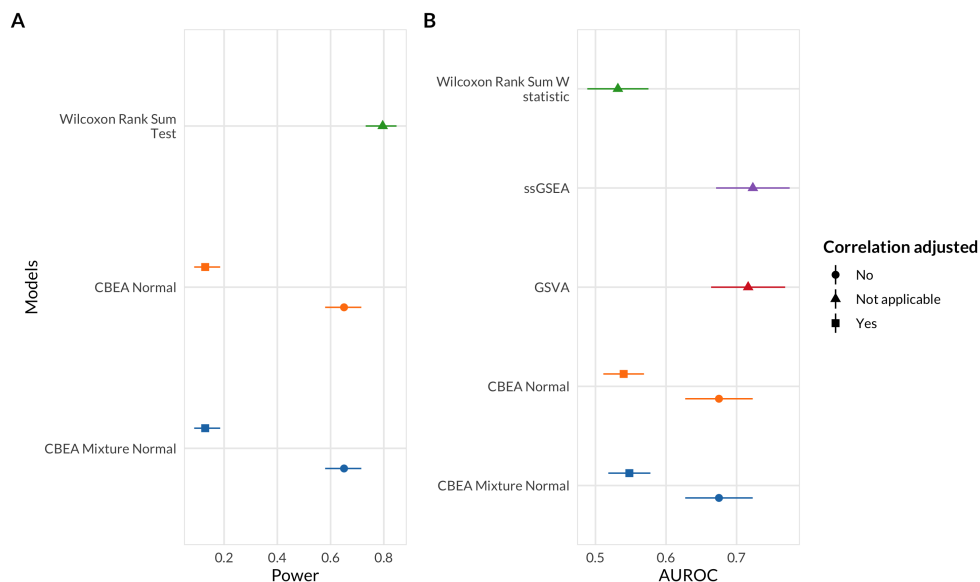 A
Models
Wilcoxon Rank Sum
Test
CBEA Normal
CBEA Mixture Normal
0.2
0.4
0.6
0.8
Power
B
Wilcoxon Rank Sum W
statistic
ssGSEA
GSVA
CBEA Normal
CBEA Mixture Normal
0.5
0.6
0.7
AUROC
Correlation adjusted
No
Not applicable
Yes